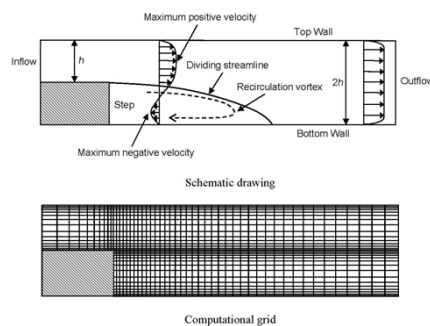 Maximum positive velocity
Top Wall
Inflow
h
Dividing streamline
Recirculation vortex
2h
Outflow
Step
Bottom Wall
Maximum negative velocity
Schematic drawing
Computational grid